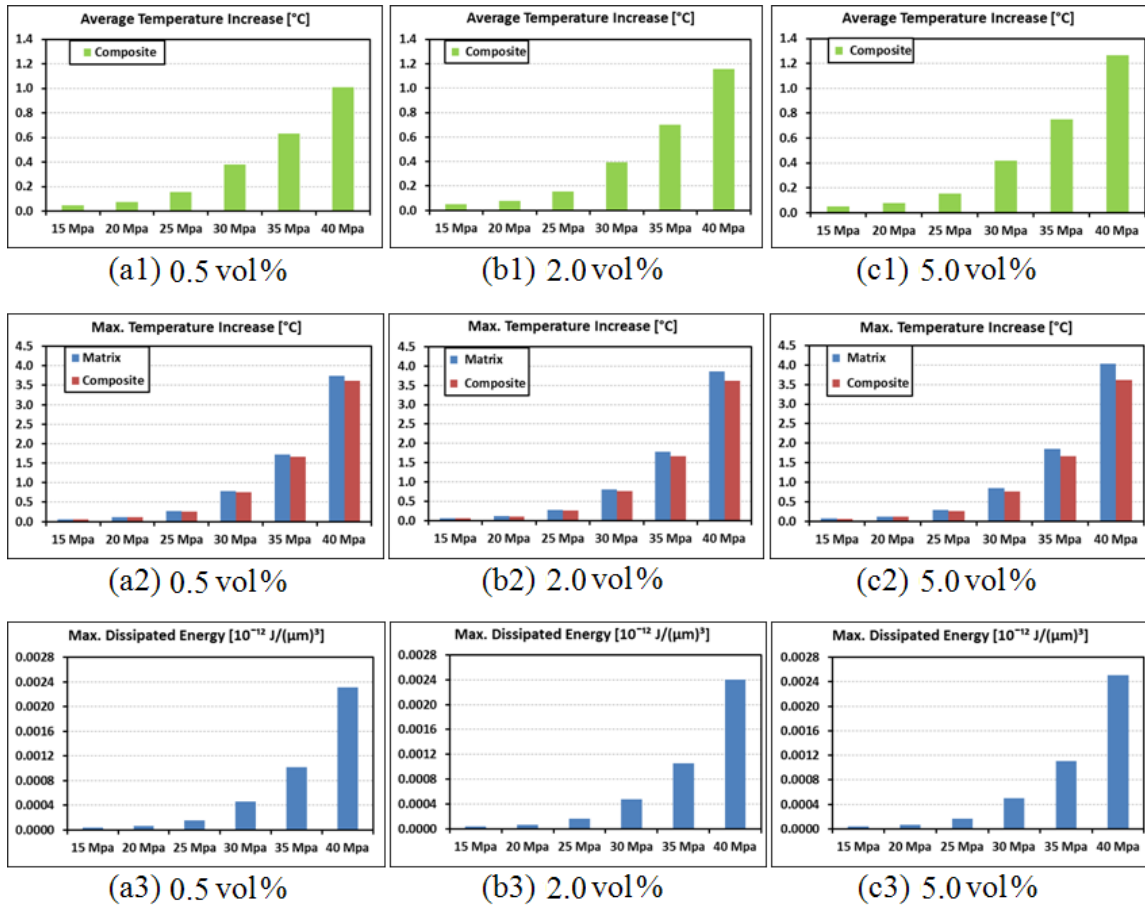 Average Temperature Increase [°C]
1.4
1.2
1.0
0.8
0.6
0.4
0.2
0.0
Composite
15 Mpa 20 Mpa 25 Mpa 30 Mpa 35 Mpa 40 Mpa
(a1) 0.5 vol%
Average Temperature Increase [°C]
1.4
1.2
1.0
0.8
0.6
0.4
0.2
0.0
Composite
15 Mpa 20 Mpa 25 Mpa 30 Mpa 35 Mpa 40 Mpa
(b1) 2.0 vol%
Average Temperature Increase [°C]
1.4
1.2
1.0
0.8
0.6
0.4
0.2
0.0
Composite
15 Mpa 20 Mpa 25 Mpa 30 Mpa 35 Mpa 40 Mpa
(c1) 5.0 vol%
Max. Temperature Increase [°C]
4.5
4.0
3.5
3.0
2.0
1.5
1.0
0.5
0.0
Matrix
Composite
15 Mpa 20 Mpa 25 Mpa 30 Mpa 35 Mpa 40 Mpa
(a2) 0.5 vol%
Max. Temperature Increase [°C]
4.5
4.0
3.5
3.0
2.0
1.5
1.0
0.5
0.0
Matrix
Composite
15 Mpa 20 Mpa 25 Mpa 30 Mpa 35 Mpa 40 Mpa
(b2) 2.0 vol%
Max. Temperature Increase [°C]
4.5
4.0
3.5
3.0
2.0
1.5
1.0
0.5
0.0
Matrix
Composite
15 Mpa 20 Mpa 25 Mpa 30 Mpa 35 Mpa 40 Mpa
(c2) 5.0 vol%
Max. Dissipated Energy [10⁻¹² J/(µm)³]
0.0028
0.0024
0.0016
0.0012
0.0008
0.0004
0.0000
15 Mpa 20 Mpa 25 Mpa 30 Mpa 35 Mpa 40 Mpa
(a3) 0.5 vol%
Max. Dissipated Energy [10⁻¹² J/(µm)³]
0.0028
0.0024
0.0016
0.0012
0.0008
0.0004
0.0000
15 Mpa 20 Mpa 25 Mpa 30 Mpa 35 Mpa 40 Mpa
(b3) 2.0 vol%
Max. Dissipated Energy [10⁻¹² J/(µm)³]
0.0028
0.0024
0.0016
0.0012
0.0008
0.0004
0.0000
15 Mpa 20 Mpa 25 Mpa 30 Mpa 35 Mpa 40 Mpa
(c3) 5.0 vol%